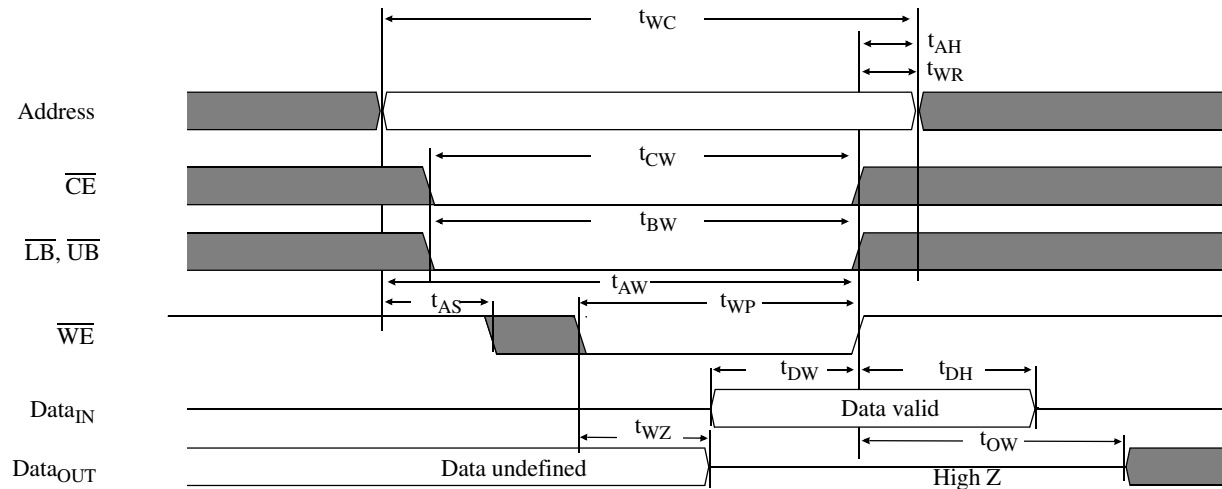 tWC
tAH
tWR
Address
tCW
CE
tBW
LB, UB
tAW
tAS
tWP
WE
tDW
tDH
DataIN
Data valid
tWZ
tOW
DataOUT
Data undefined
High Z